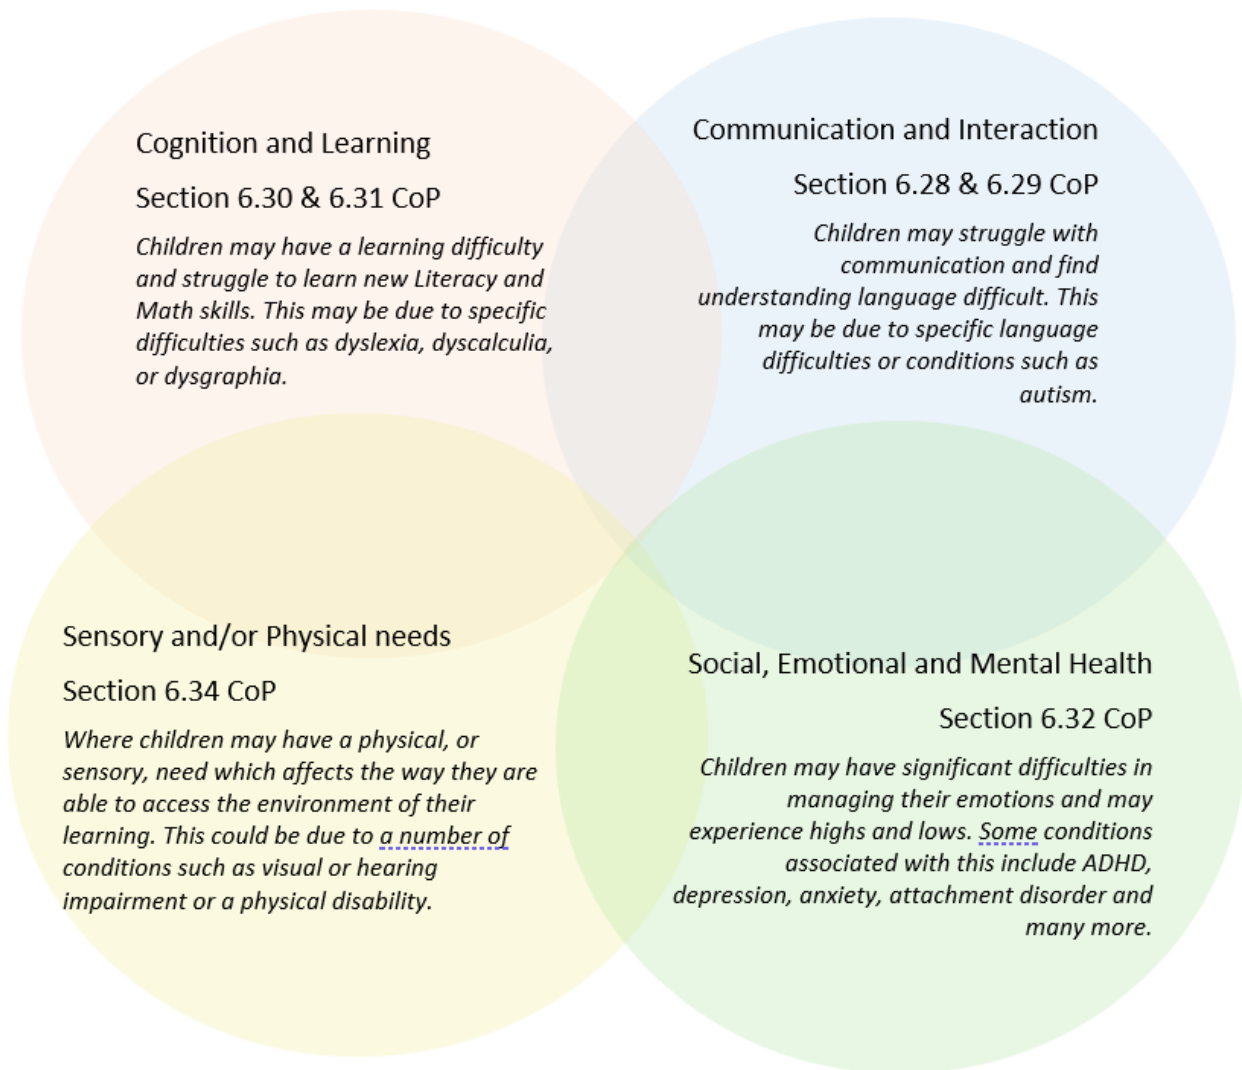 Cognition and Learning
Section 6.30 & 6.31 CoP
Children may have a learning difficulty
and struggle to learn new Literacy and
Math skills. This may be due to specific
difficulties such as dyslexia, dyscalculia,
or dysgraphia.
Communication and Interaction
Section 6.28 & 6.29 CoP
Children may struggle with
communication and find
understanding language difficult. This
may be due to specific language
difficulties or conditions such as
autism.
Sensory and/or Physical needs
Section 6.34 CoP
Where children may have a physical, or
sensory, need which affects the way they are
able to access the environment of their
learning. This could be due to a number of
conditions such as visual or hearing
impairment or a physical disability.
Social, Emotional and Mental Health
Section 6.32 CoP
Children may have significant difficulties in
managing their emotions and may
experience highs and lows. Some conditions
associated with this include ADHD,
depression, anxiety, attachment disorder and
many more.